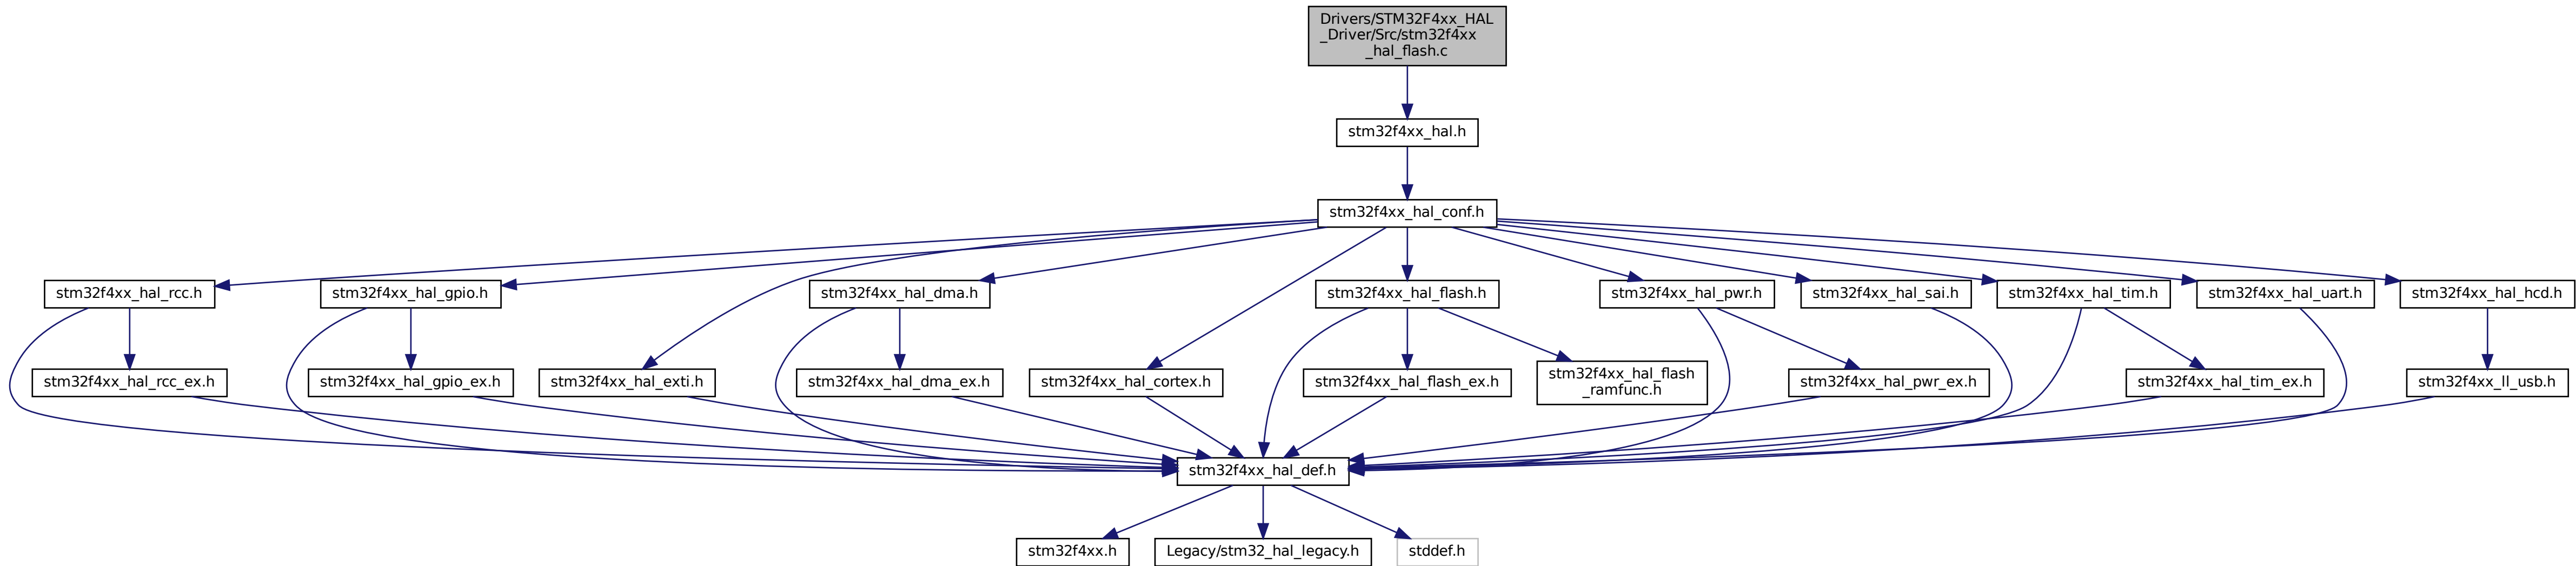 Drivers/STM32F4xx_HAL
_Driver/Src/stm32f4xx
_hal_flash.c
stm32f4xx_hal.h
stm32f4xx_hal_conf.h
stm32f4xx_hal_rcc.h
stm32f4xx_hal_gpio.h
stm32f4xx_hal_dma.h
stm32f4xx_hal_flash.h
stm32f4xx_hal_pwr.h
stm32f4xx_hal_sai.h
stm32f4xx_hal_tim.h
stm32f4xx_hal_uart.h
stm32f4xx_hal_hcd.h
stm32f4xx_hal_rcc_ex.h
stm32f4xx_hal_gpio_ex.h
stm32f4xx_hal_exti.h
stm32f4xx_hal_dma_ex.h
stm32f4xx_hal_cortex.h
stm32f4xx_hal_flash_ex.h
stm32f4xx_hal_flash
_ramfunc.h
stm32f4xx_hal_pwr_ex.h
stm32f4xx_hal_tim_ex.h
stm32f4xx_ll_usb.h
stm32f4xx_hal_def.h
stm32f4xx.h
Legacy/stm32_hal_legacy.h
stddef.h